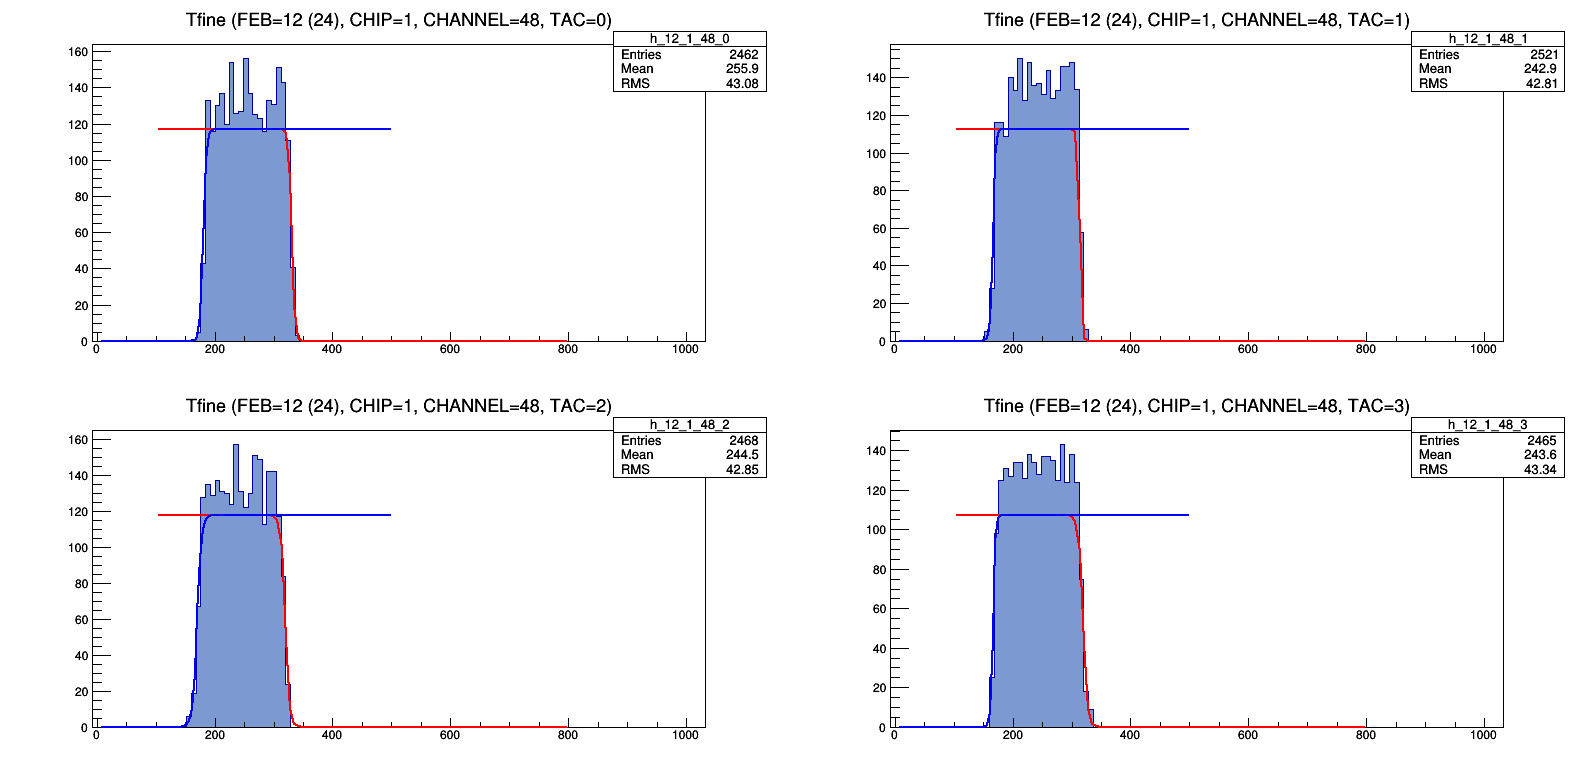 Tfine (FEB=12 (24), CHIP=1, CHANNEL=48, TAC=0)
h_12_1_48_0
Entries 2462
Mean 255.9
RMS 43.08
160
140
120
100
80
60
40
20
0
0 200 400 600 800 1000
Tfine (FEB=12 (24), CHIP=1, CHANNEL=48, TAC=1)
h_12_1_48_1
Entries 2521
Mean 242.9
RMS 42.81
140
120
100
80
60
40
20
0
0 200 400 600 800 1000
Tfine (FEB=12 (24), CHIP=1, CHANNEL=48, TAC=2)
h_12_1_48_2
Entries 2468
Mean 244.5
RMS 42.85
160
140
120
100
80
60
40
20
0
0 200 400 600 800 1000
Tfine (FEB=12 (24), CHIP=1, CHANNEL=48, TAC=3)
h_12_1_48_3
Entries 2465
Mean 243.6
RMS 43.34
140
120
100
80
60
40
20
0
0 200 400 600 800 1000